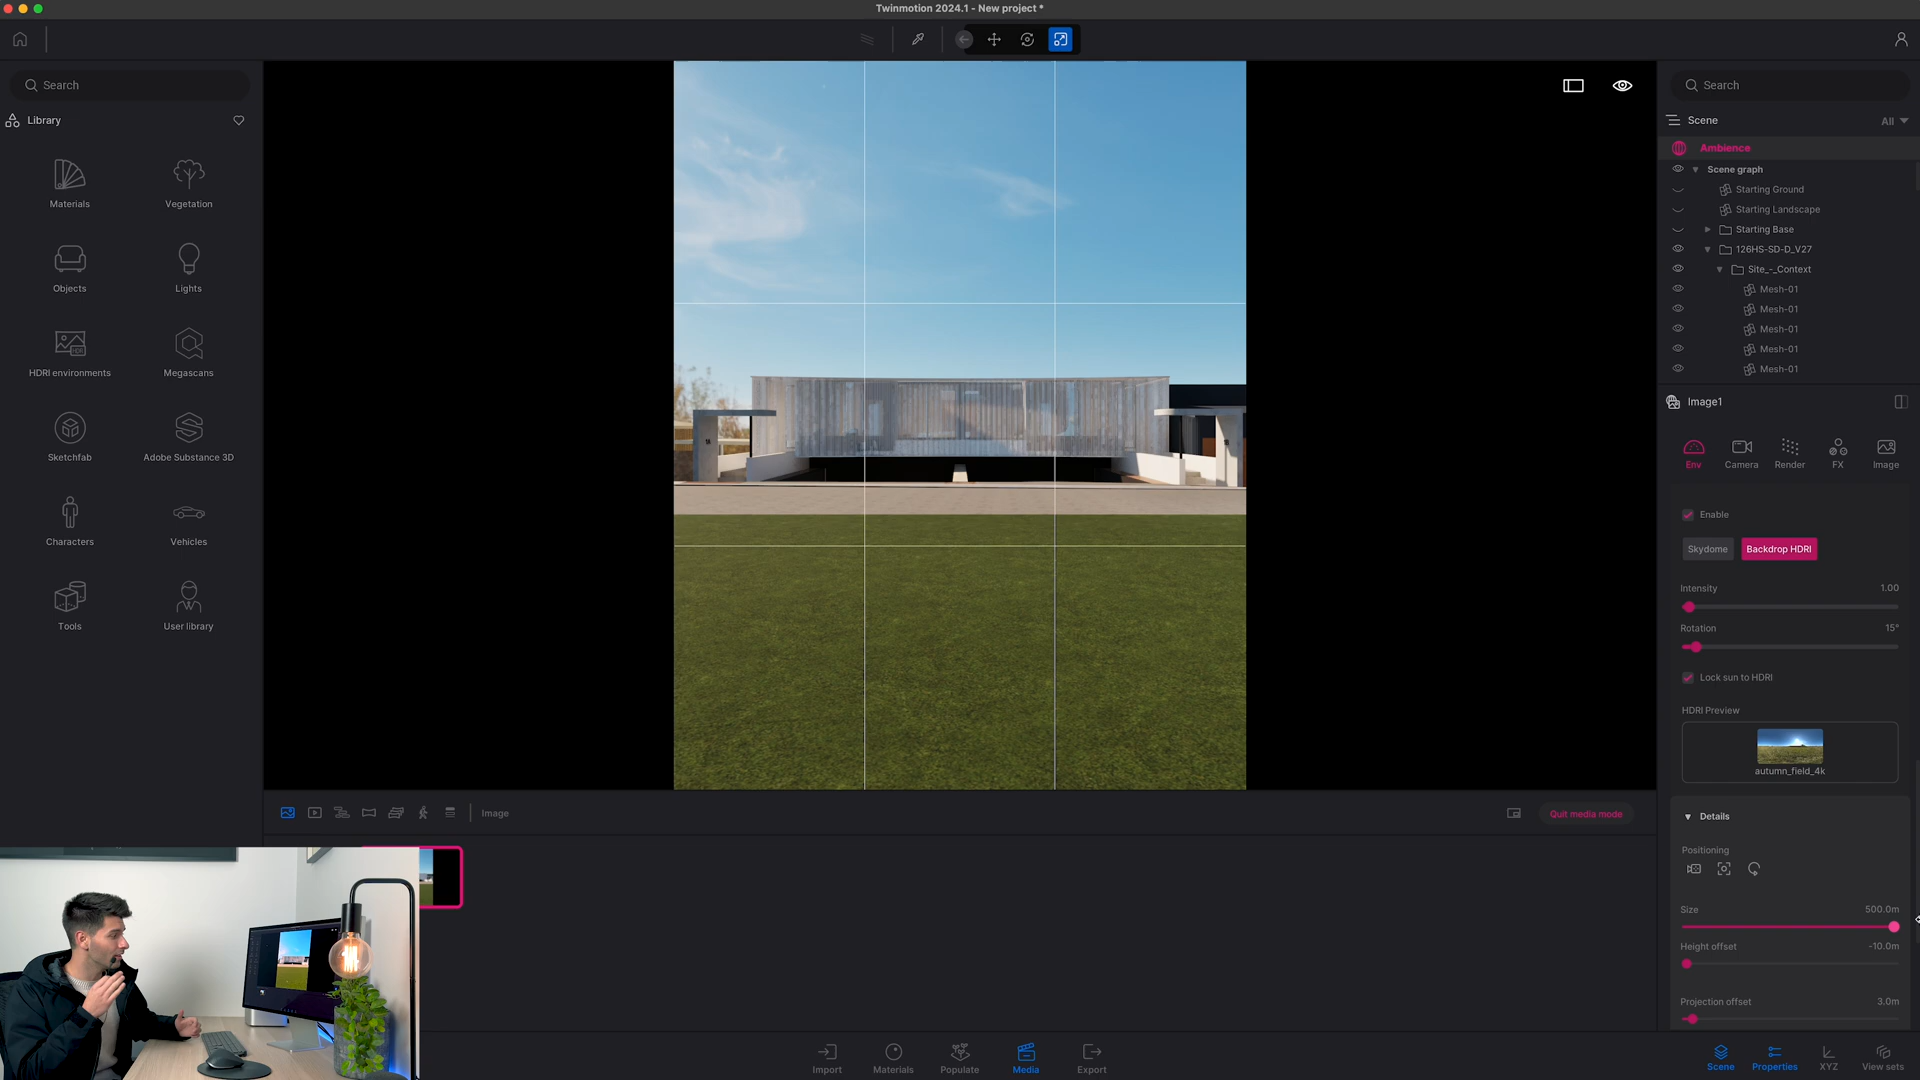 Twinmotion 2024.1 - New project *
Search
Library
Materials
Vegetation
Objects
Lights
HDRI environments
Megascans
Sketchfab
Adobe Substance 3D
Characters
Vehicles
Tools
User library
Search
Scene
All
Ambience
Scene graph
Starting Ground
Starting Landscape
Starting Base
126HS-SD-D_V27
Site_-_Context
Mesh-01
Mesh-01
Mesh-01
Mesh-01
Mesh-01
Image1
Env
Camera
Render
FX
Image
Enable
Skydome
Backdrop HDRI
Intensity
1.00
Rotation
15°
Lock sun to HDRI
HDRI Preview
autumn_field_4k
Details
Positioning
Size
500.0m
Height offset
-10.0m
Projection offset
3.0m
Image
Quit media mode
Import
Materials
Populate
Media
Export
Scene
Properties
XYZ
View sets